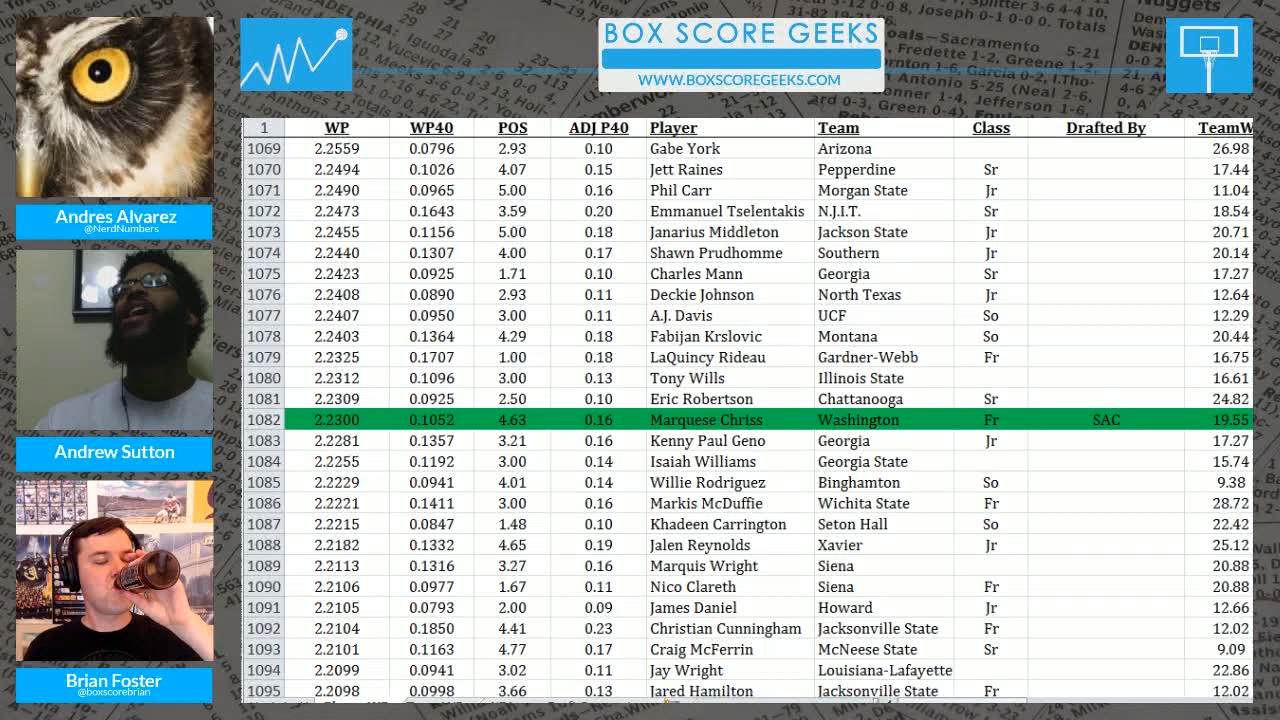 BOX SCORE GEEKS
WWW.BOXSCOREGEEKS.COM
Andres Alvarez
@NerdNumbers
Andrew Sutton
Brian Foster
@boxscorebrian
1 WP WP40 POS ADJ P40 Player Team Class Drafted By TeamW
1069 2.2559 0.0796 2.93 0.10 Gabe York Arizona 26.98
1070 2.2494 0.1026 4.07 0.15 Jett Raines Pepperdine Sr 17.44
1071 2.2490 0.0965 5.00 0.16 Phil Carr Morgan State Jr 11.04
1072 2.2473 0.1643 3.59 0.20 Emmanuel Tselentakis N.J.I.T. Sr 18.54
1073 2.2455 0.1156 5.00 0.18 Janarius Middleton Jackson State Jr 20.71
1074 2.2440 0.1307 4.00 0.17 Shawn Prudhomme Southern Jr 20.14
1075 2.2423 0.0925 1.71 0.10 Charles Mann Georgia Sr 17.27
1076 2.2408 0.0890 2.93 0.11 Deckie Johnson North Texas Jr 12.64
1077 2.2407 0.0950 3.00 0.11 A.J. Davis UCF So 12.29
1078 2.2403 0.1364 4.29 0.18 Fabijan Krslovic Montana So 20.44
1079 2.2325 0.1707 1.00 0.18 LaQuincy Rideau Gardner-Webb Fr 16.75
1080 2.2312 0.1096 3.00 0.13 Tony Wills Illinois State 16.61
1081 2.2309 0.0925 2.50 0.10 Eric Robertson Chattanooga Sr 24.82
1082 2.2300 0.1052 4.63 0.16 Marquese Chriss Washington Fr SAC 19.55
1083 2.2281 0.1357 3.21 0.16 Kenny Paul Geno Georgia Jr 17.27
1084 2.2255 0.1192 3.00 0.14 Isaiah Williams Georgia State 15.74
1085 2.2229 0.0941 4.01 0.14 Willie Rodriguez Binghamton So 9.38
1086 2.2221 0.1411 3.00 0.16 Markis McDuffie Wichita State Fr 28.72
1087 2.2215 0.0847 1.48 0.10 Khadeen Carrington Seton Hall So 22.42
1088 2.2182 0.1332 4.65 0.19 Jalen Reynolds Xavier Jr 25.12
1089 2.2113 0.1316 3.27 0.16 Marquis Wright Siena 20.88
1090 2.2106 0.0977 1.67 0.11 Nico Clareth Siena Fr 20.88
1091 2.2105 0.0793 2.00 0.09 James Daniel Howard Jr 12.66
1092 2.2104 0.1850 4.41 0.23 Christian Cunningham Jacksonville State Fr 12.02
1093 2.2101 0.1163 4.77 0.17 Craig McFerrin McNeese State Sr 9.09
1094 2.2099 0.0941 3.02 0.11 Jay Wright Louisiana-Lafayette 22.86
1095 2.2098 0.0998 3.66 0.13 Jared Hamilton Jacksonville State Fr 12.02